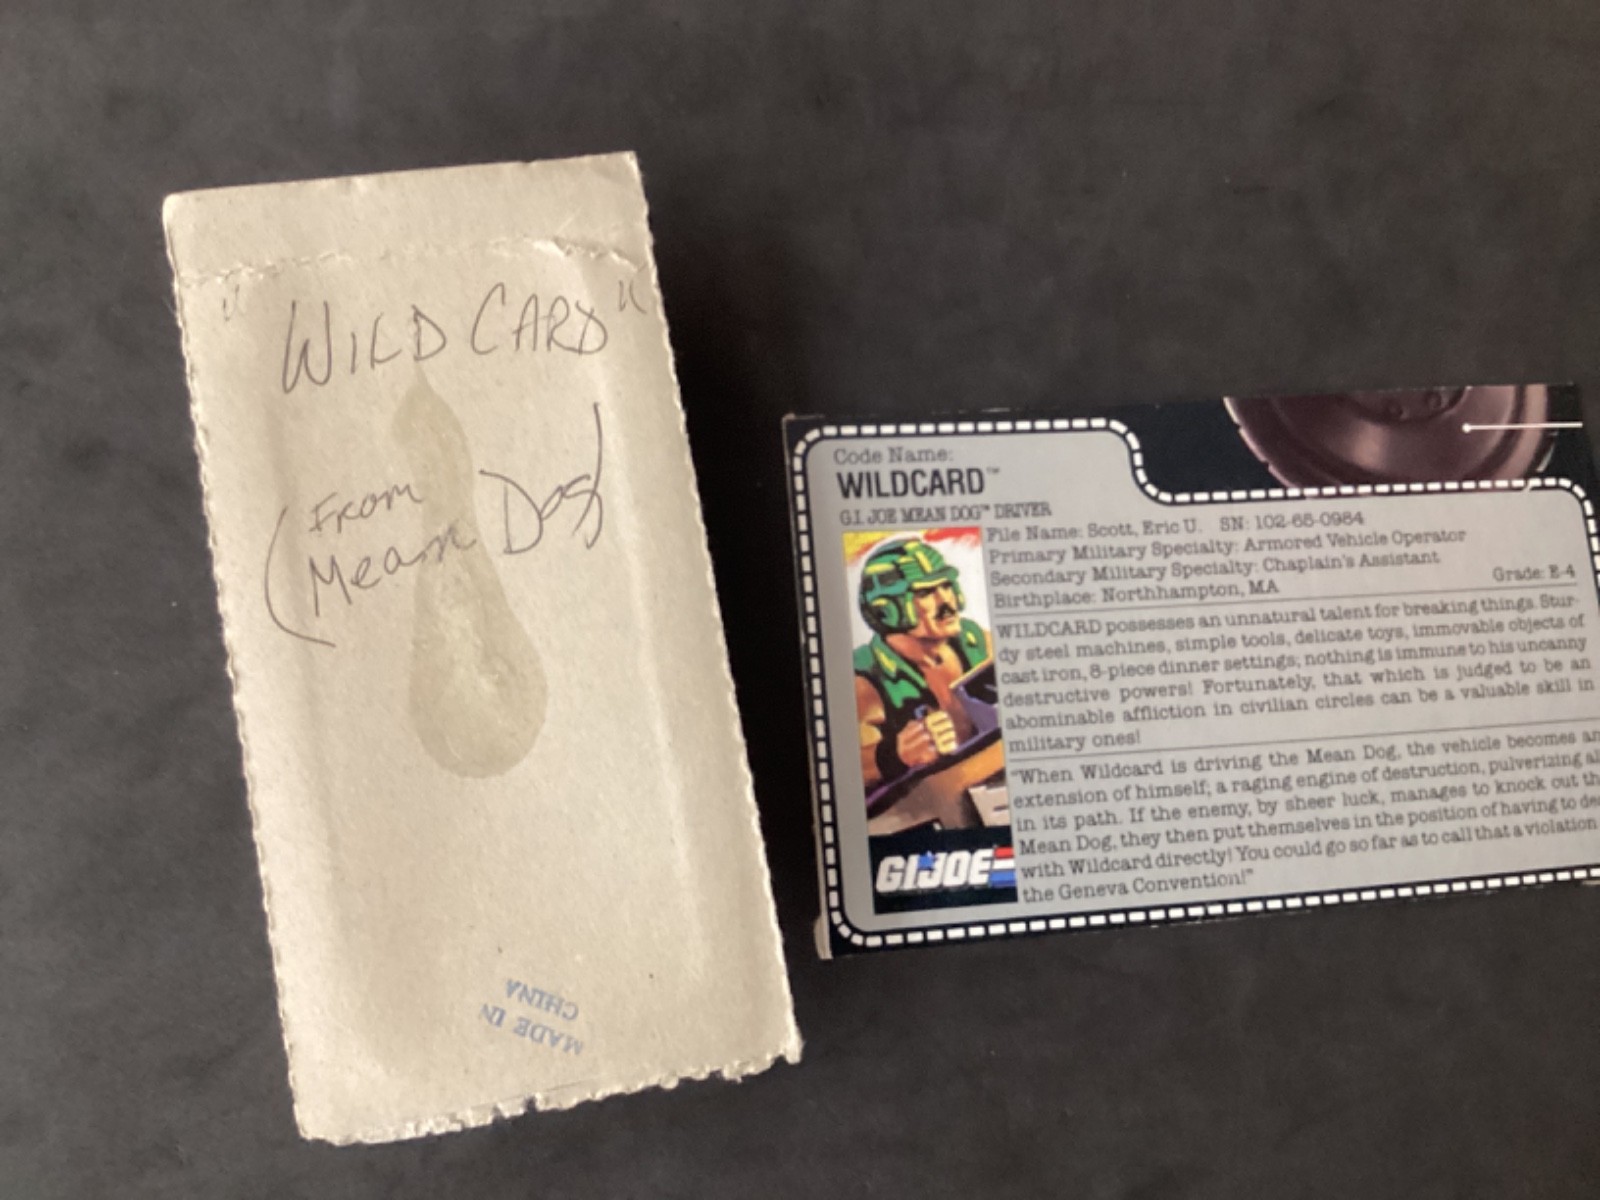 "WILD CARD"
(From
Mean Dog)
MADE IN
CHINA
Code Name:
WILDCARD™
G.I. JOE MEAN DOG™ DRIVER
File Name: Scott, Eric U. SN: 102-65-0984
Primary Military Specialty: Armored Vehicle Operator
Secondary Military Specialty: Chaplain's Assistant
Birthplace: Northhampton, MA Grade: E-4
WILDCARD possesses an unnatural talent for breaking things. Stur-
dy steel machines, simple tools, delicate toys, immovable objects of
cast iron, 8-piece dinner settings; nothing is immune to his uncanny
destructive powers! Fortunately, that which is judged to be an
abominable affliction in civilian circles can be a valuable skill in
military ones!
"When Wildcard is driving the Mean Dog, the vehicle becomes an
extension of himself; a raging engine of destruction, pulverizing
in its path. If the enemy, by sheer luck, manages to knock out
Mean Dog, they then put themselves in the position of having to
with Wildcard directly! You could go so far as to call that a violation
the Geneva Convention!"
GI JOE